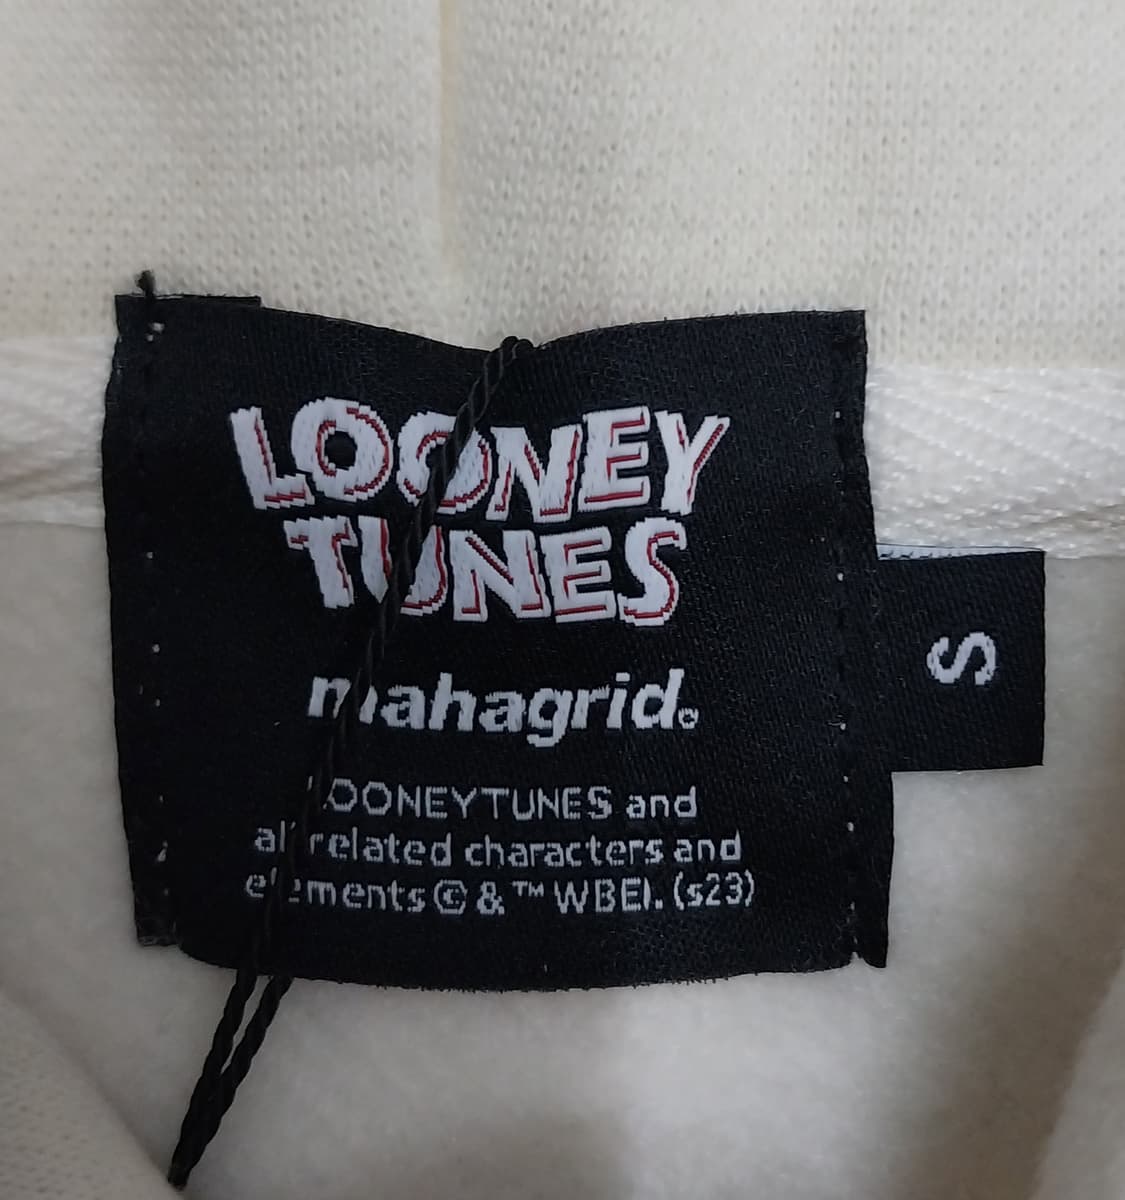 LOONEY
TUNES
mahagrid®
LOONEYTUNES and
all related characters and
elements © & ™ WBEI. (s23)
S